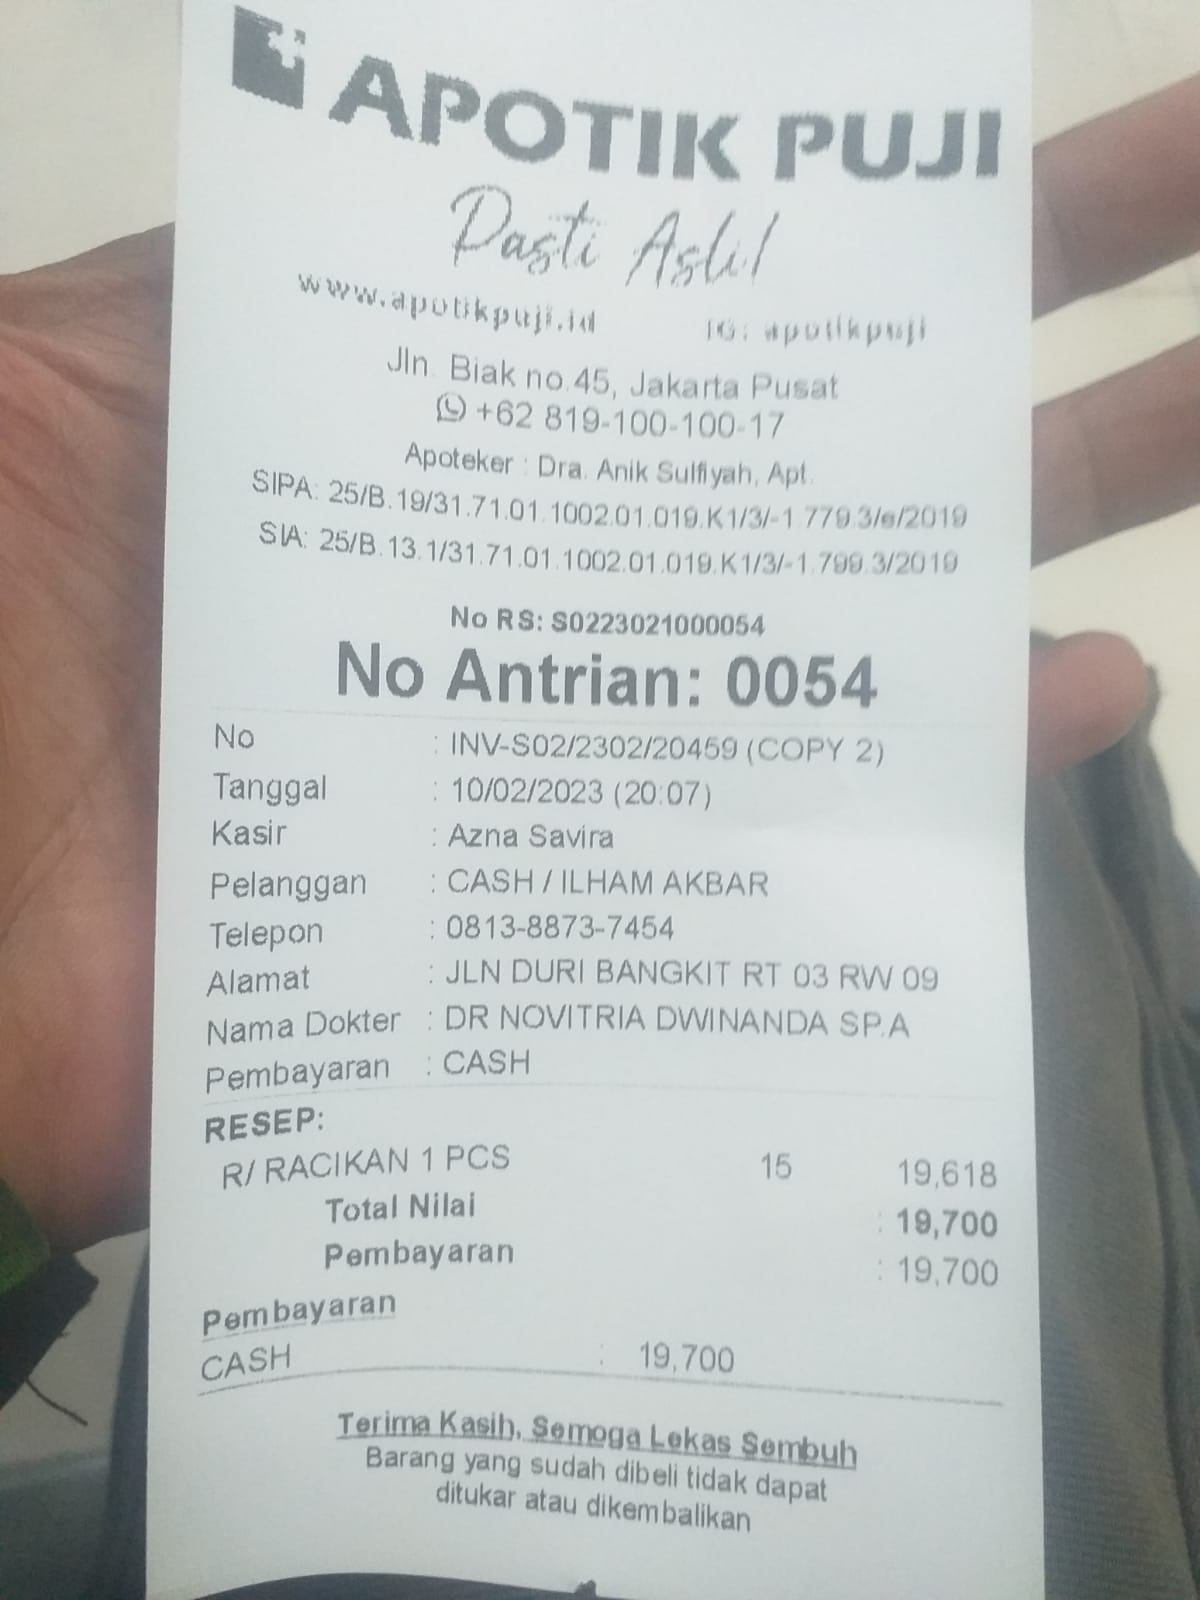 APOTIK PUJI
Pasti Asli!
www.apotikpuji.id IG: apotikpuji
Jln. Biak no.45, Jakarta Pusat
+62 819-100-100-17
Apoteker : Dra. Anik Sulfiyah, Apt.
SIPA: 25/B.19/31.71.01.1002.01.019.K1/3/-1.779.3/e/2019
SIA: 25/B.13.1/31.71.01.1002.01.019.K1/3/-1.799.3/2019
No RS: S0223021000054
No Antrian: 0054
No : INV-S02/2302/20459 (COPY 2)
Tanggal : 10/02/2023 (20:07)
Kasir : Azna Savira
Pelanggan : CASH / ILHAM AKBAR
Telepon : 0813-8873-7454
Alamat : JLN DURI BANGKIT RT 03 RW 09
Nama Dokter : DR NOVITRIA DWINANDA SP.A
Pembayaran : CASH
RESEP:
R/ RACIKAN 1 PCS 15 19,618
Total Nilai : 19,700
Pembayaran : 19,700
Pembayaran
CASH : 19,700
Terima Kasih, Semoga Lekas Sembuh
Barang yang sudah dibeli tidak dapat
ditukar atau dikembalikan